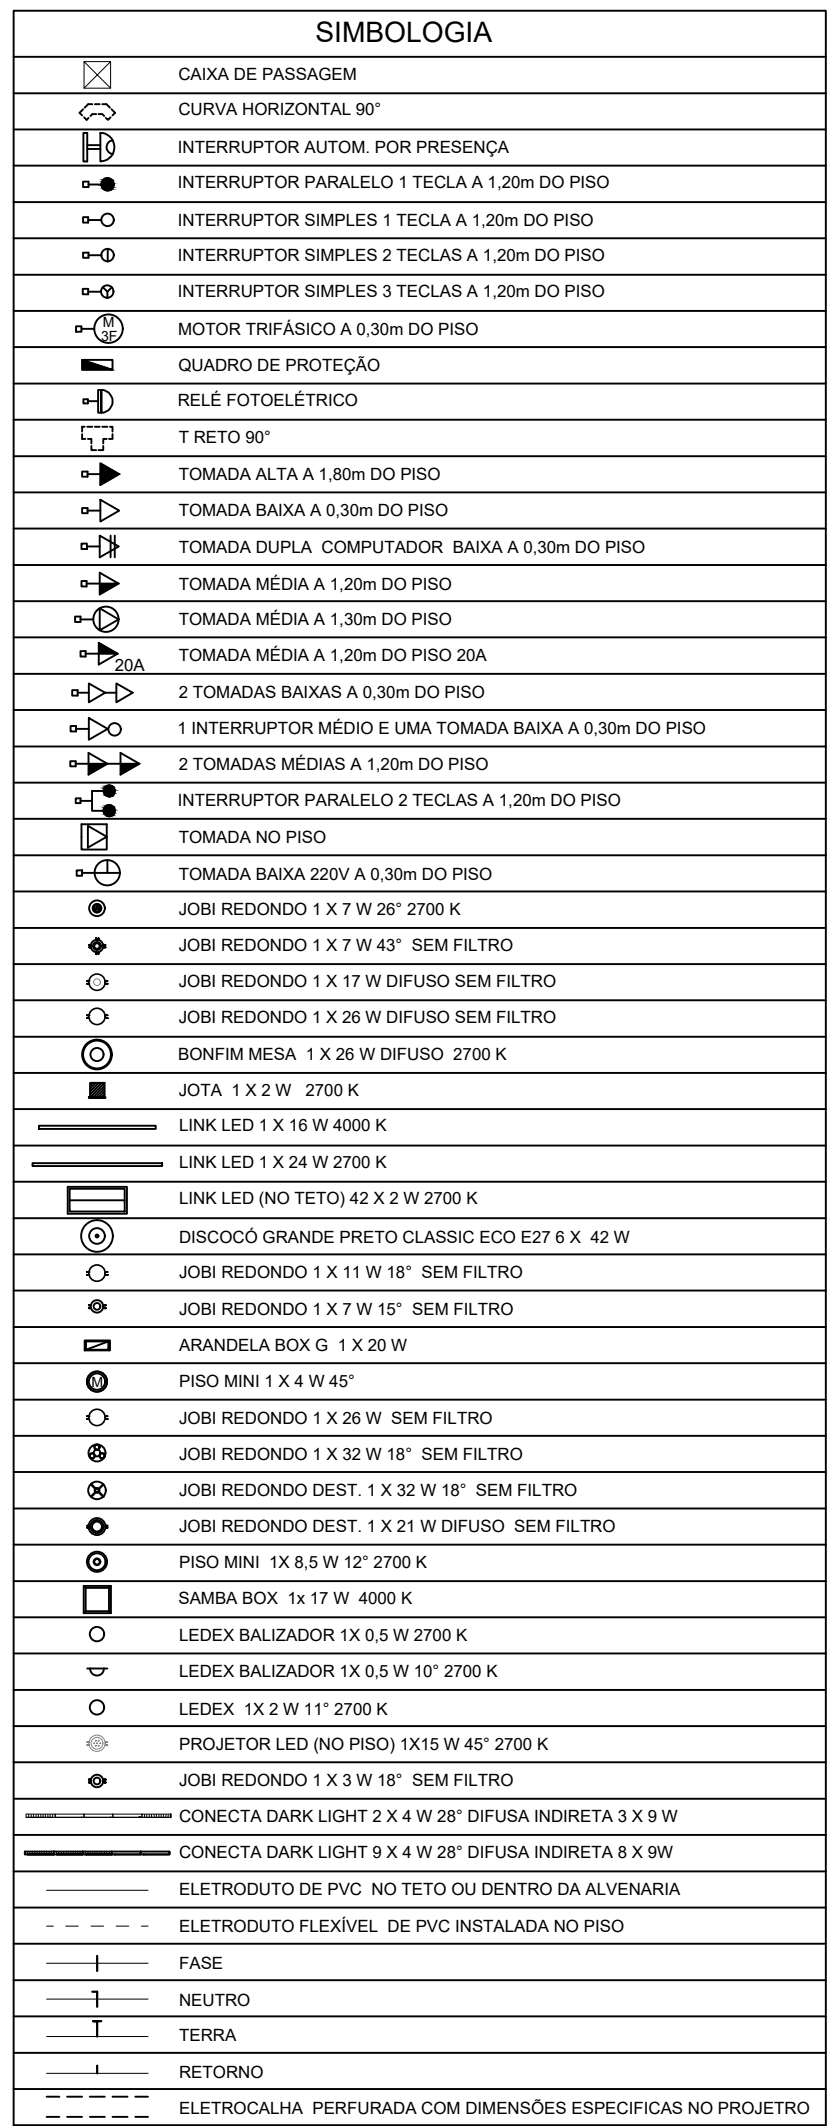 SIMBOLOGIA
CAIXA DE PASSAGEM
CURVA HORIZONTAL 90°
INTERRUPTOR AUTOM. POR PRESENÇA
INTERRUPTOR PARALELO 1 TECLA A 1,20m DO PISO
INTERRUPTOR SIMPLES 1 TECLA A 1,20m DO PISO
INTERRUPTOR SIMPLES 2 TECLAS A 1,20m DO PISO
INTERRUPTOR SIMPLES 3 TECLAS A 1,20m DO PISO
M
3F
MOTOR TRIFÁSICO A 0,30m DO PISO
QUADRO DE PROTEÇÃO
RELÉ FOTOELÉTRICO
T RETO 90°
TOMADA ALTA A 1,80m DO PISO
TOMADA BAIXA A 0,30m DO PISO
TOMADA DUPLA COMPUTADOR BAIXA A 0,30m DO PISO
TOMADA MÉDIA A 1,20m DO PISO
TOMADA MÉDIA A 1,30m DO PISO
20A TOMADA MÉDIA A 1,20m DO PISO 20A
2 TOMADAS BAIXAS A 0,30m DO PISO
1 INTERRUPTOR MÉDIO E UMA TOMADA BAIXA A 0,30m DO PISO
2 TOMADAS MÉDIAS A 1,20m DO PISO
INTERRUPTOR PARALELO 2 TECLAS A 1,20m DO PISO
TOMADA NO PISO
TOMADA BAIXA 220V A 0,30m DO PISO
JOBI REDONDO 1 X 7 W 26° 2700 K
JOBI REDONDO 1 X 7 W 43° SEM FILTRO
JOBI REDONDO 1 X 17 W DIFUSO SEM FILTRO
JOBI REDONDO 1 X 26 W DIFUSO SEM FILTRO
BONFIM MESA 1 X 26 W DIFUSO 2700 K
JOTA 1 X 2 W 2700 K
LINK LED 1 X 16 W 4000 K
LINK LED 1 X 24 W 2700 K
LINK LED (NO TETO) 42 X 2 W 2700 K
DISCOCÓ GRANDE PRETO CLASSIC ECO E27 6 X 42 W
JOBI REDONDO 1 X 11 W 18° SEM FILTRO
JOBI REDONDO 1 X 7 W 15° SEM FILTRO
ARANDELA BOX G 1 X 20 W
M PISO MINI 1 X 4 W 45°
JOBI REDONDO 1 X 26 W SEM FILTRO
JOBI REDONDO 1 X 32 W 18° SEM FILTRO
JOBI REDONDO DEST. 1 X 32 W 18° SEM FILTRO
JOBI REDONDO DEST. 1 X 21 W DIFUSO SEM FILTRO
PISO MINI 1X 8,5 W 12° 2700 K
SAMBA BOX 1x 17 W 4000 K
LEDEX BALIZADOR 1X 0,5 W 2700 K
LEDEX BALIZADOR 1X 0,5 W 10° 2700 K
LEDEX 1X 2 W 11° 2700 K
PROJETOR LED (NO PISO) 1X15 W 45° 2700 K
JOBI REDONDO 1 X 3 W 18° SEM FILTRO
CONECTA DARK LIGHT 2 X 4 W 28° DIFUSA INDIRETA 3 X 9 W
CONECTA DARK LIGHT 9 X 4 W 28° DIFUSA INDIRETA 8 X 9W
ELETRODUTO DE PVC NO TETO OU DENTRO DA ALVENARIA
ELETRODUTO FLEXÍVEL DE PVC INSTALADA NO PISO
FASE
NEUTRO
TERRA
RETORNO
ELETROCALHA PERFURADA COM DIMENSÕES ESPECIFICAS NO PROJETRO